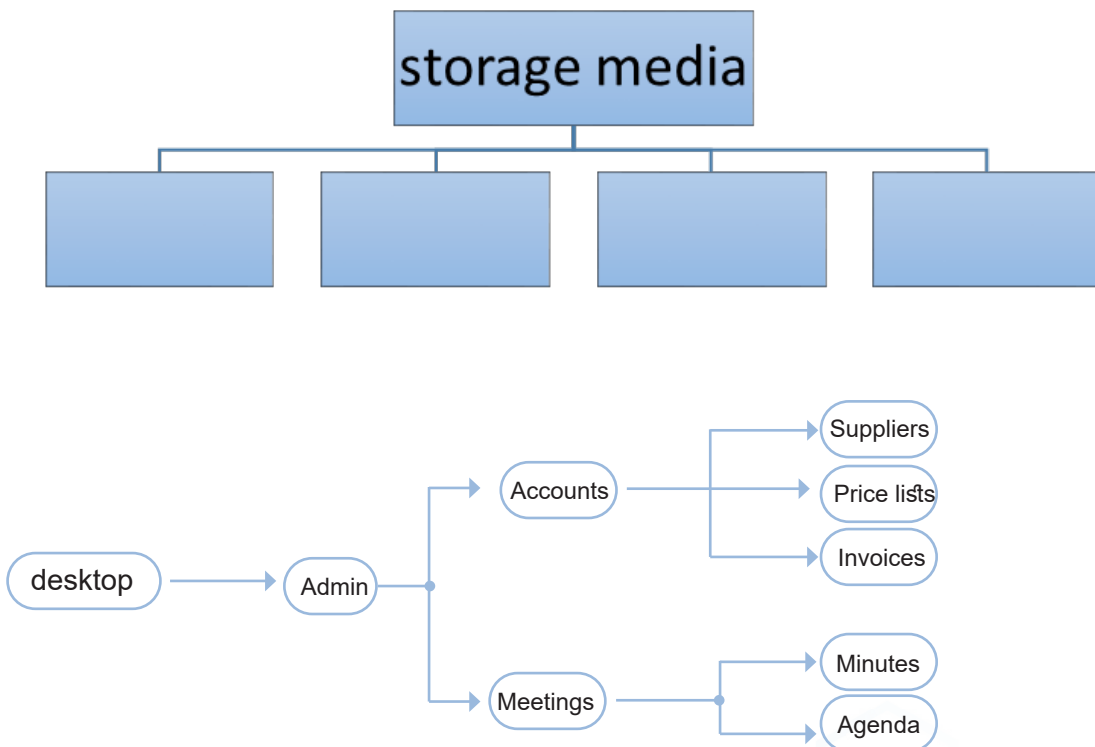 storage media
Suppliers
Accounts
Price lists
Invoices
desktop
Admin
Minutes
Meetings
Agenda